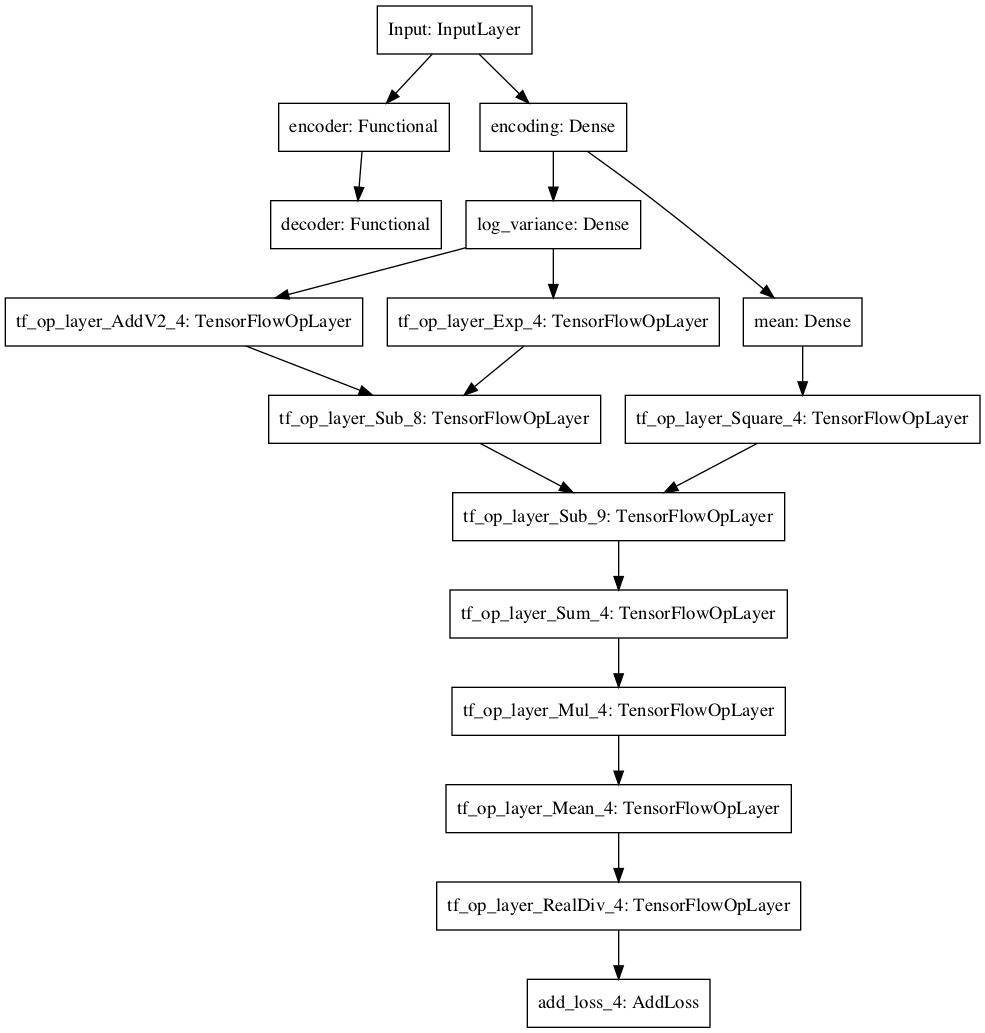 Input: InputLayer
encoder: Functional
encoding: Dense
decoder: Functional
log_variance: Dense
tf_op_layer_AddV2_4: TensorFlowOpLayer
tf_op_layer_Exp_4: TensorFlowOpLayer
mean: Dense
tf_op_layer_Sub_8: TensorFlowOpLayer
tf_op_layer_Square_4: TensorFlowOpLayer
tf_op_layer_Sub_9: TensorFlowOpLayer
tf_op_layer_Sum_4: TensorFlowOpLayer
tf_op_layer_Mul_4: TensorFlowOpLayer
tf_op_layer_Mean_4: TensorFlowOpLayer
tf_op_layer_RealDiv_4: TensorFlowOpLayer
add_loss_4: AddLoss